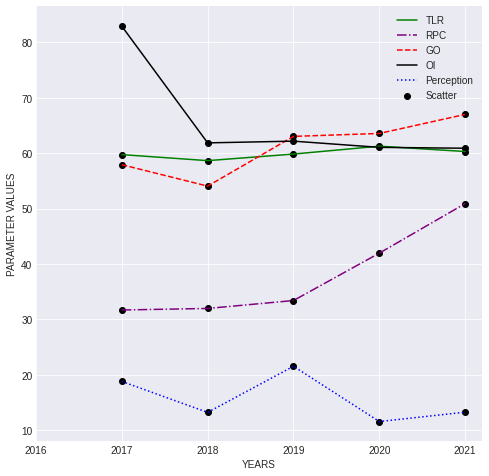 TLR
RPC
GO
OI
Perception
Scatter
80
70
60
50
40
30
20
10
PARAMETER VALUES
2016 2017 2018 2019 2020 2021
YEARS